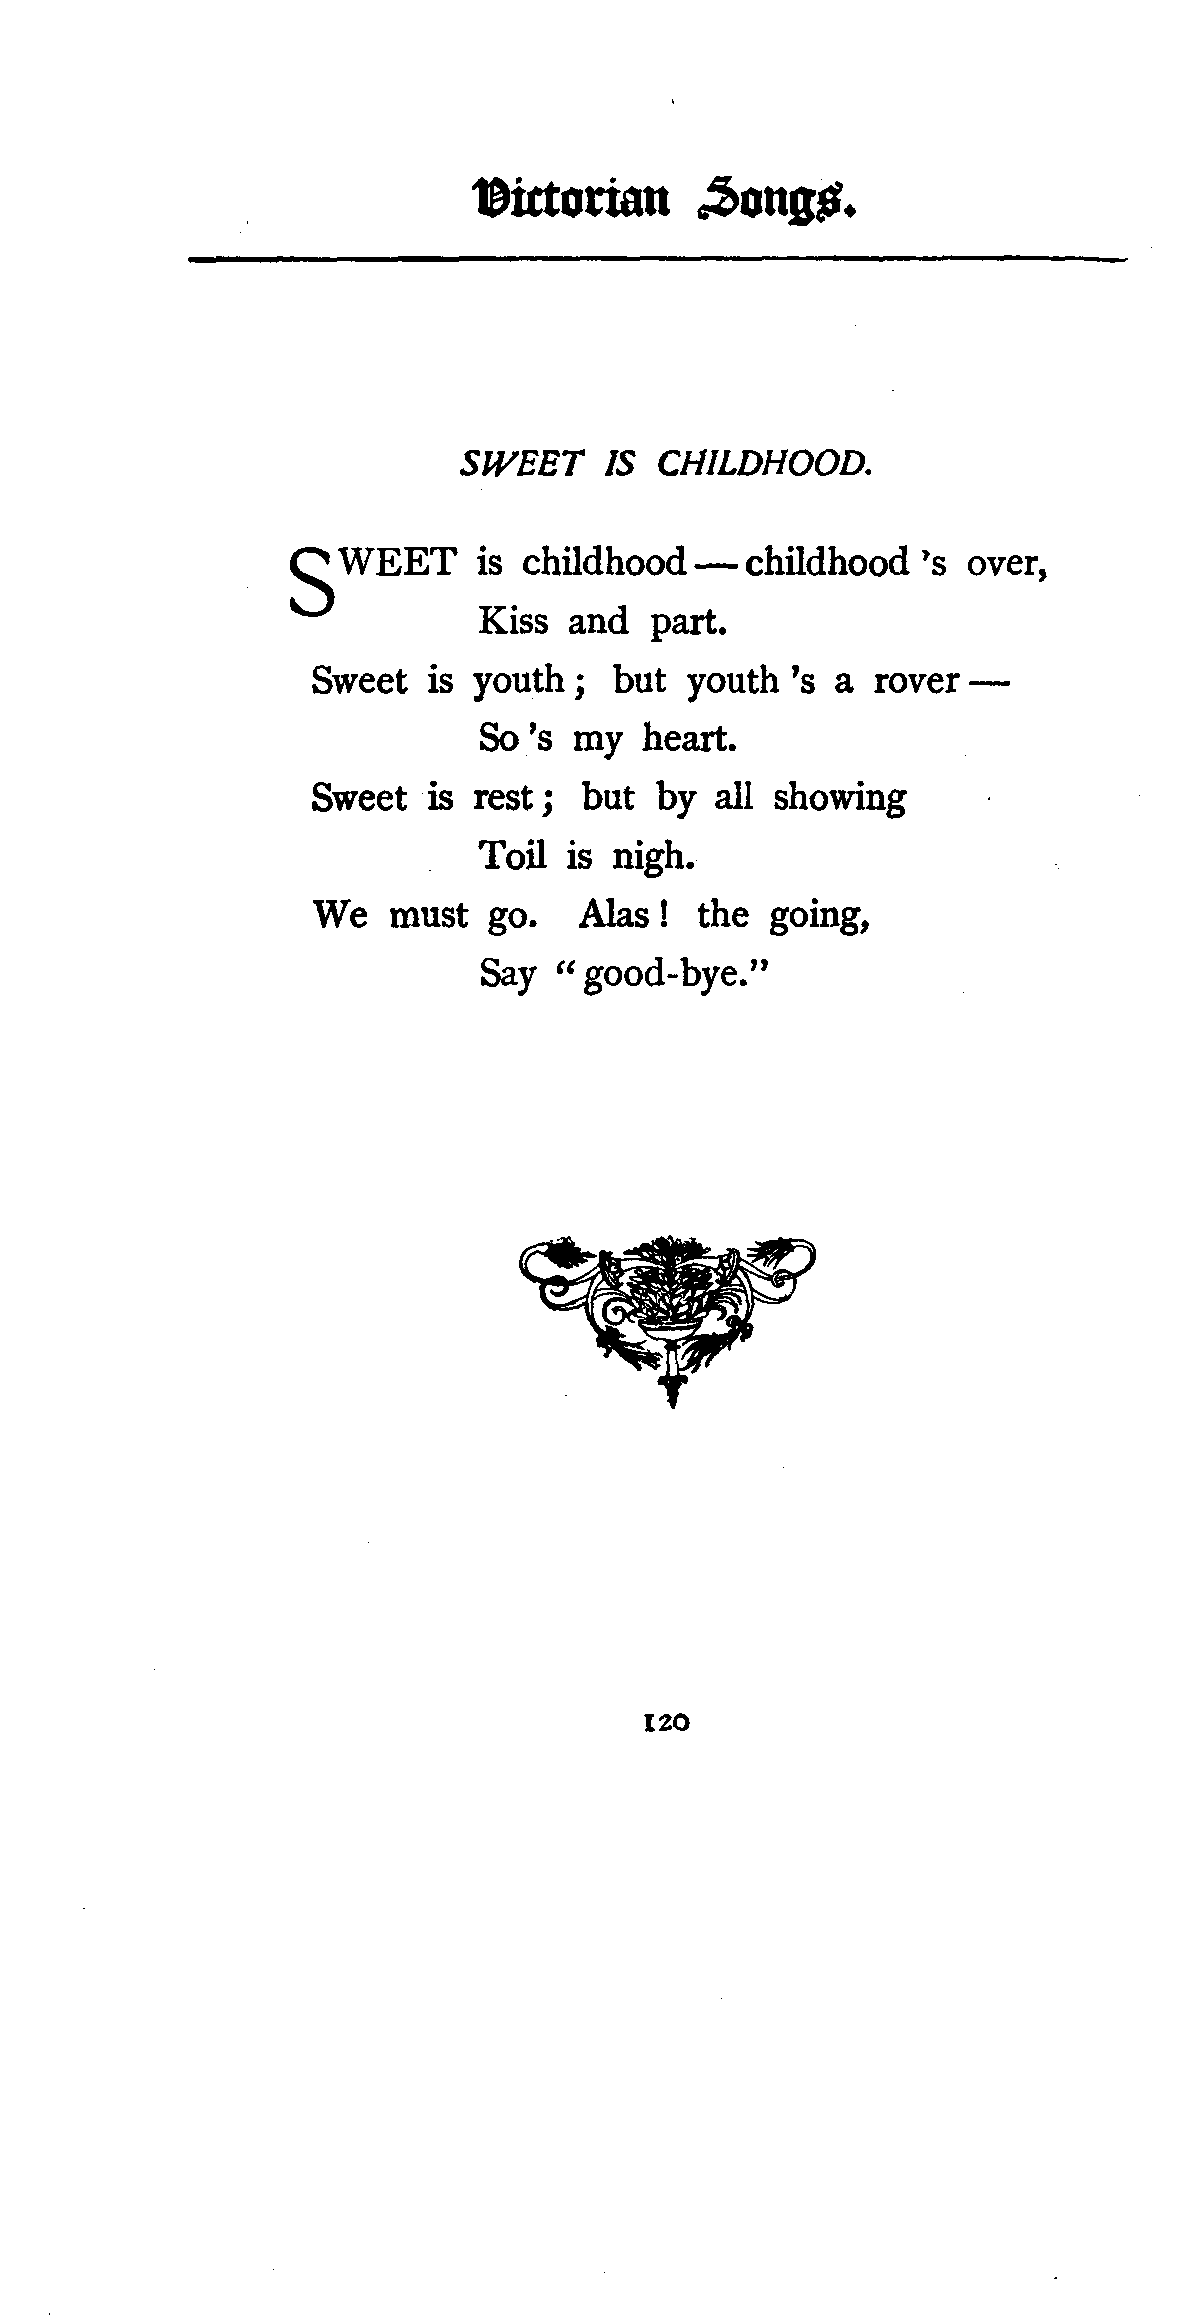 Victorian Songs.
SWEET IS CHILDHOOD.
SWEET is childhood — childhood 's over,
Kiss and part.
Sweet is youth ; but youth 's a rover —
So 's my heart.
Sweet is rest ; but by all showing
Toil is nigh.
We must go. Alas ! the going,
Say “ good-bye.”
120